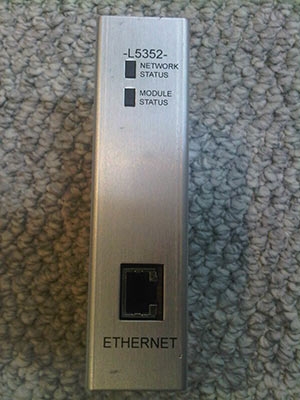 -L5352-
NETWORK
STATUS
MODULE
STATUS
ETHERNET